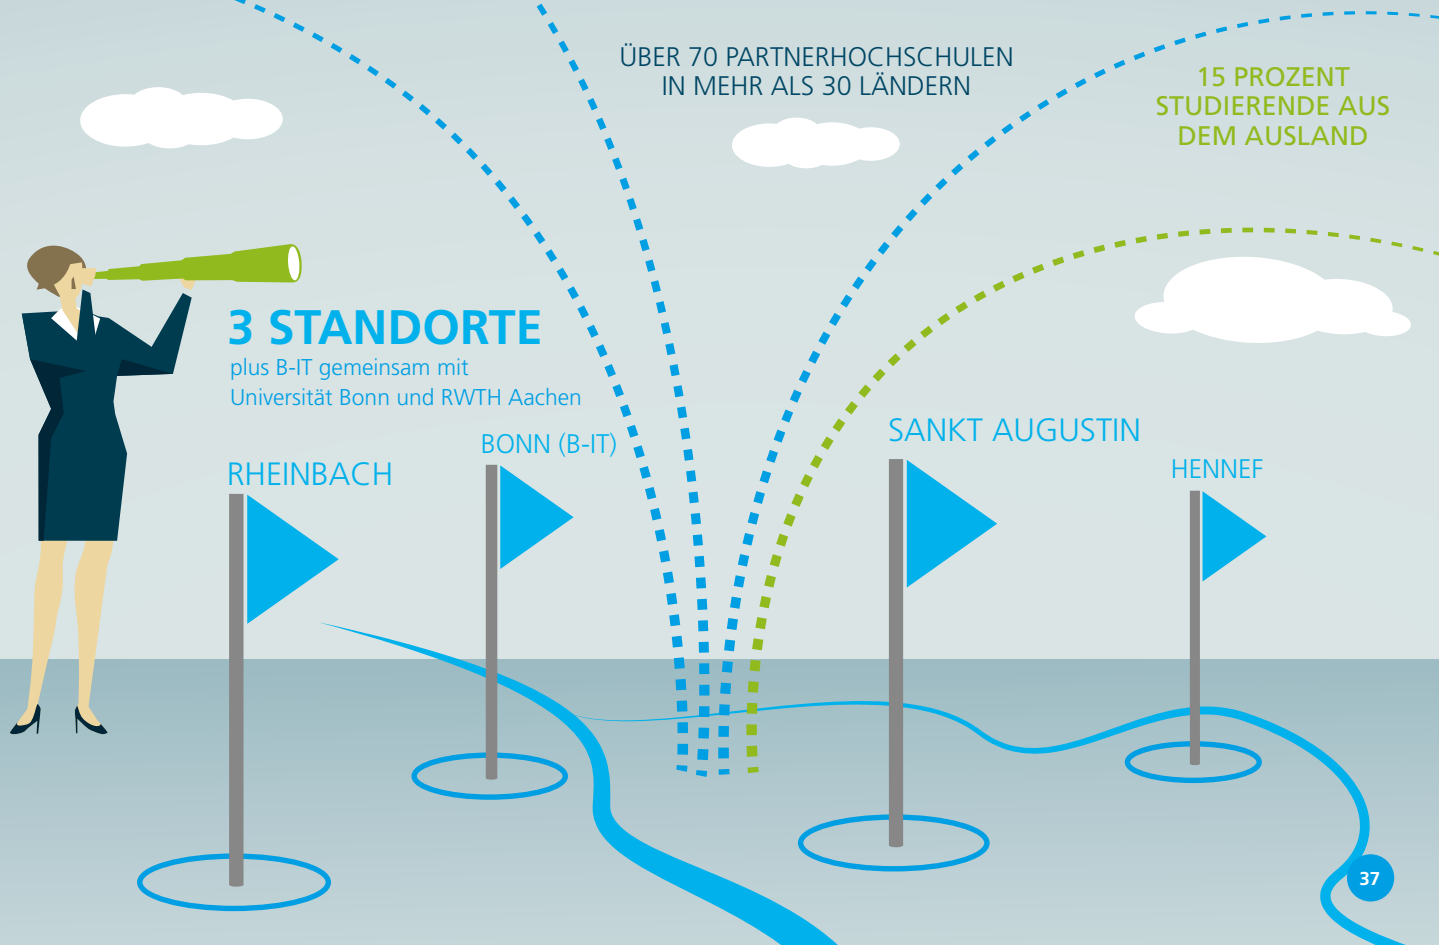 ÜBER 70 PARTNERHOCHSCHULEN
IN MEHR ALS 30 LÄNDERN
15 PROZENT
STUDIERENDE AUS
DEM AUSLAND
3 STANDORTE
plus B-IT gemeinsam mit
Universität Bonn und RWTH Aachen
RHEINBACH
BONN (B-IT)
SANKT AUGUSTIN
HENNEF
37